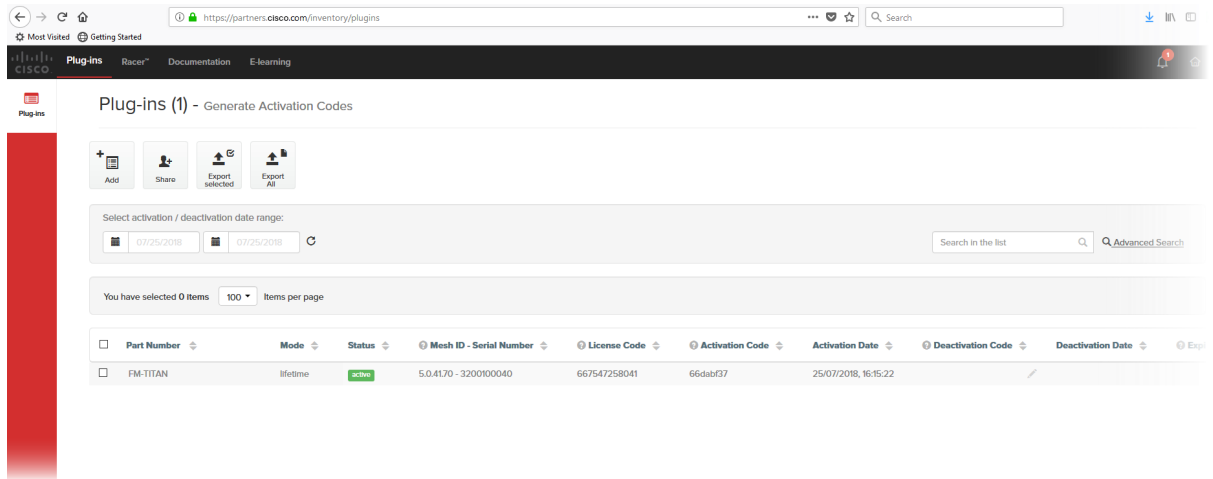 https://partners.cisco.com/inventory/plugins
Search
Most Visited Getting Started
CISCO Plug-ins Racer™ Documentation E-learning 1
Plug-ins
Plug-ins (1) - Generate Activation Codes
Add Share Export selected Export All
Select activation / deactivation date range:
07/25/2018 07/25/2018 Search in the list Advanced Search
You have selected 0 items 100 Items per page
Part Number Mode Status Mesh ID - Serial Number License Code Activation Code Activation Date Deactivation Code Deactivation Date
FM-TITAN lifetime active 5.0.41.70 - 3200100040 667547258041 66dabf37 25/07/2018, 16:15:22